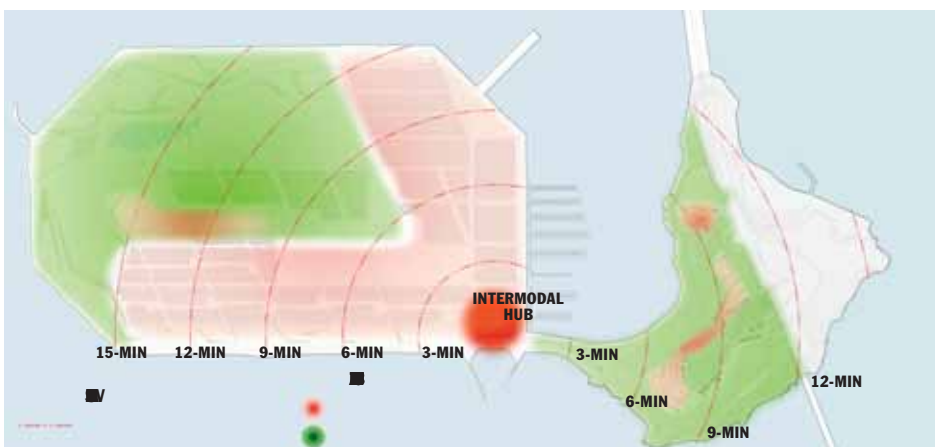 INTERMODAL
HUB
15-MIN
12-MIN
9-MIN
6-MIN
3-MIN
3-MIN
6-MIN
9-MIN
12-MIN